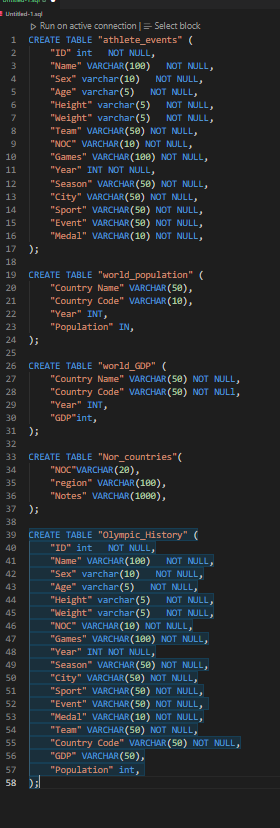 Untitled-1.sql
Untitled-1.sql
Run on active connection | Select block
1 CREATE TABLE "athlete_events" (
2 "ID" int NOT NULL,
3 "Name" VARCHAR(100) NOT NULL,
4 "Sex" varchar(10) NOT NULL,
5 "Age" varchar(5) NOT NULL,
6 "Height" varchar(5) NOT NULL,
7 "Weight" varchar(5) NOT NULL,
8 "Team" VARCHAR(50) NOT NULL,
9 "NOC" VARCHAR(10) NOT NULL,
10 "Games" VARCHAR(100) NOT NULL,
11 "Year" INT NOT NULL,
12 "Season" VARCHAR(50) NOT NULL,
13 "City" VARCHAR(50) NOT NULL,
14 "Sport" VARCHAR(50) NOT NULL,
15 "Event" VARCHAR(50) NOT NULL,
16 "Medal" VARCHAR(10) NOT NULL,
17 );
18
19 CREATE TABLE "world_population" (
20 "Country Name" VARCHAR(50),
21 "Country Code" VARCHAR(10),
22 "Year" INT,
23 "Population" IN,
24 );
25
26 CREATE TABLE "world_GDP" (
27 "Country Name" VARCHAR(50) NOT NULL,
28 "Country Code" VARCHAR(50) NOT NULl,
29 "Year" INT,
30 "GDP"int,
31 );
32
33 CREATE TABLE "Nor_countries"(
34 "NOC"VARCHAR(20),
35 "region" VARCHAR(100),
36 "Notes" VARCHAR(1000),
37 );
38
39 CREATE TABLE "Olympic_History" (
40 "ID" int NOT NULL,
41 "Name" VARCHAR(100) NOT NULL,
42 "Sex" varchar(10) NOT NULL,
43 "Age" varchar(5) NOT NULL,
44 "Height" varchar(5) NOT NULL,
45 "Weight" varchar(5) NOT NULL,
46 "NOC" VARCHAR(10) NOT NULL,
47 "Games" VARCHAR(100) NOT NULL,
48 "Year" INT NOT NULL,
49 "Season" VARCHAR(50) NOT NULL,
50 "City" VARCHAR(50) NOT NULL,
51 "Sport" VARCHAR(50) NOT NULL,
52 "Event" VARCHAR(50) NOT NULL,
53 "Medal" VARCHAR(10) NOT NULL,
54 "Team" VARCHAR(50) NOT NULL,
55 "Country Code" VARCHAR(50) NOT NULL,
56 "GDP" VARCHAR(50),
57 "Population" int,
58 );